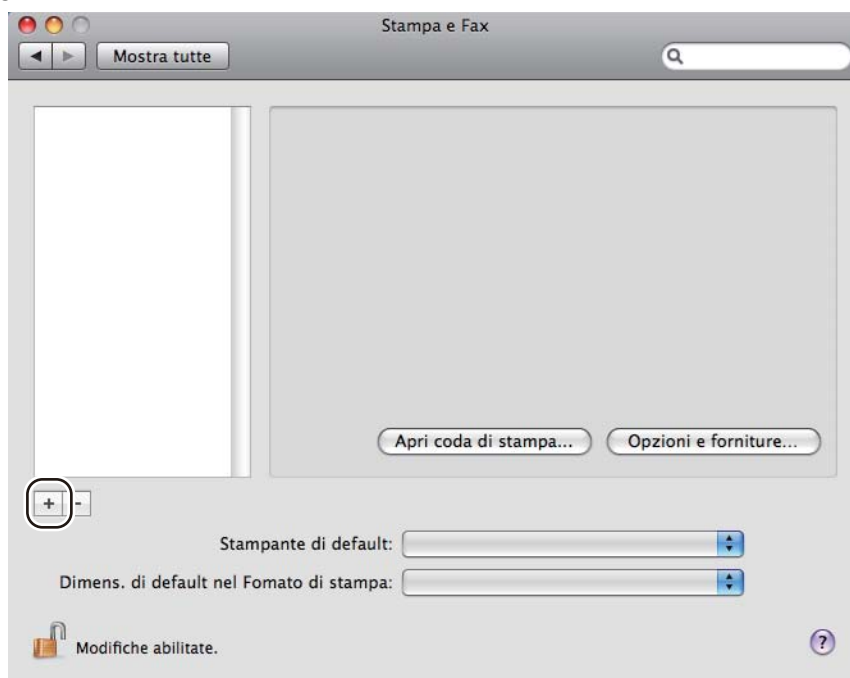 Stampa e Fax
Mostra tutte
Apri coda di stampa... Opzioni e forniture...
+ -
Stampante di default:
Dimens. di default nel Fomato di stampa:
Modifiche abilitate. ?